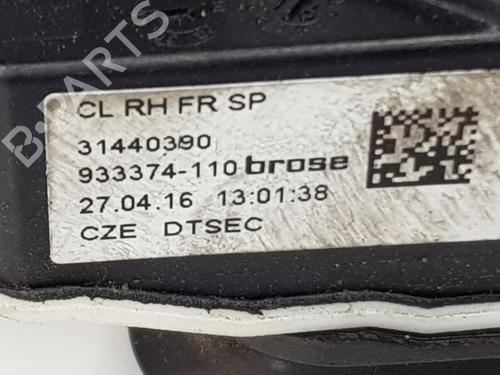 CL RH FR SP
31440390
933374-110 brose
27.04.16 13:01:38
CZE DTSEC
B-PARTS